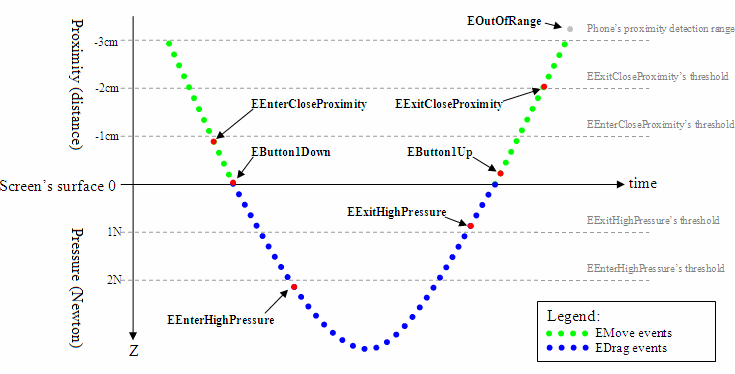 EOutOfRange
Phone's proximity detection range
-3cm
EExitCloseProximity's threshold
-2cm
EEnterCloseProximity
EExitCloseProximity
EEnterCloseProximity's threshold
-1cm
Proximity (distance)
EButton1Down
EButton1Up
Screen's surface 0
time
EExitHighPressure
EExitHighPressure's threshold
1N
EEnterHighPressure's threshold
2N
Pressure (Newton)
EEnterHighPressure
Z
Legend:
EMove events
EDrag events